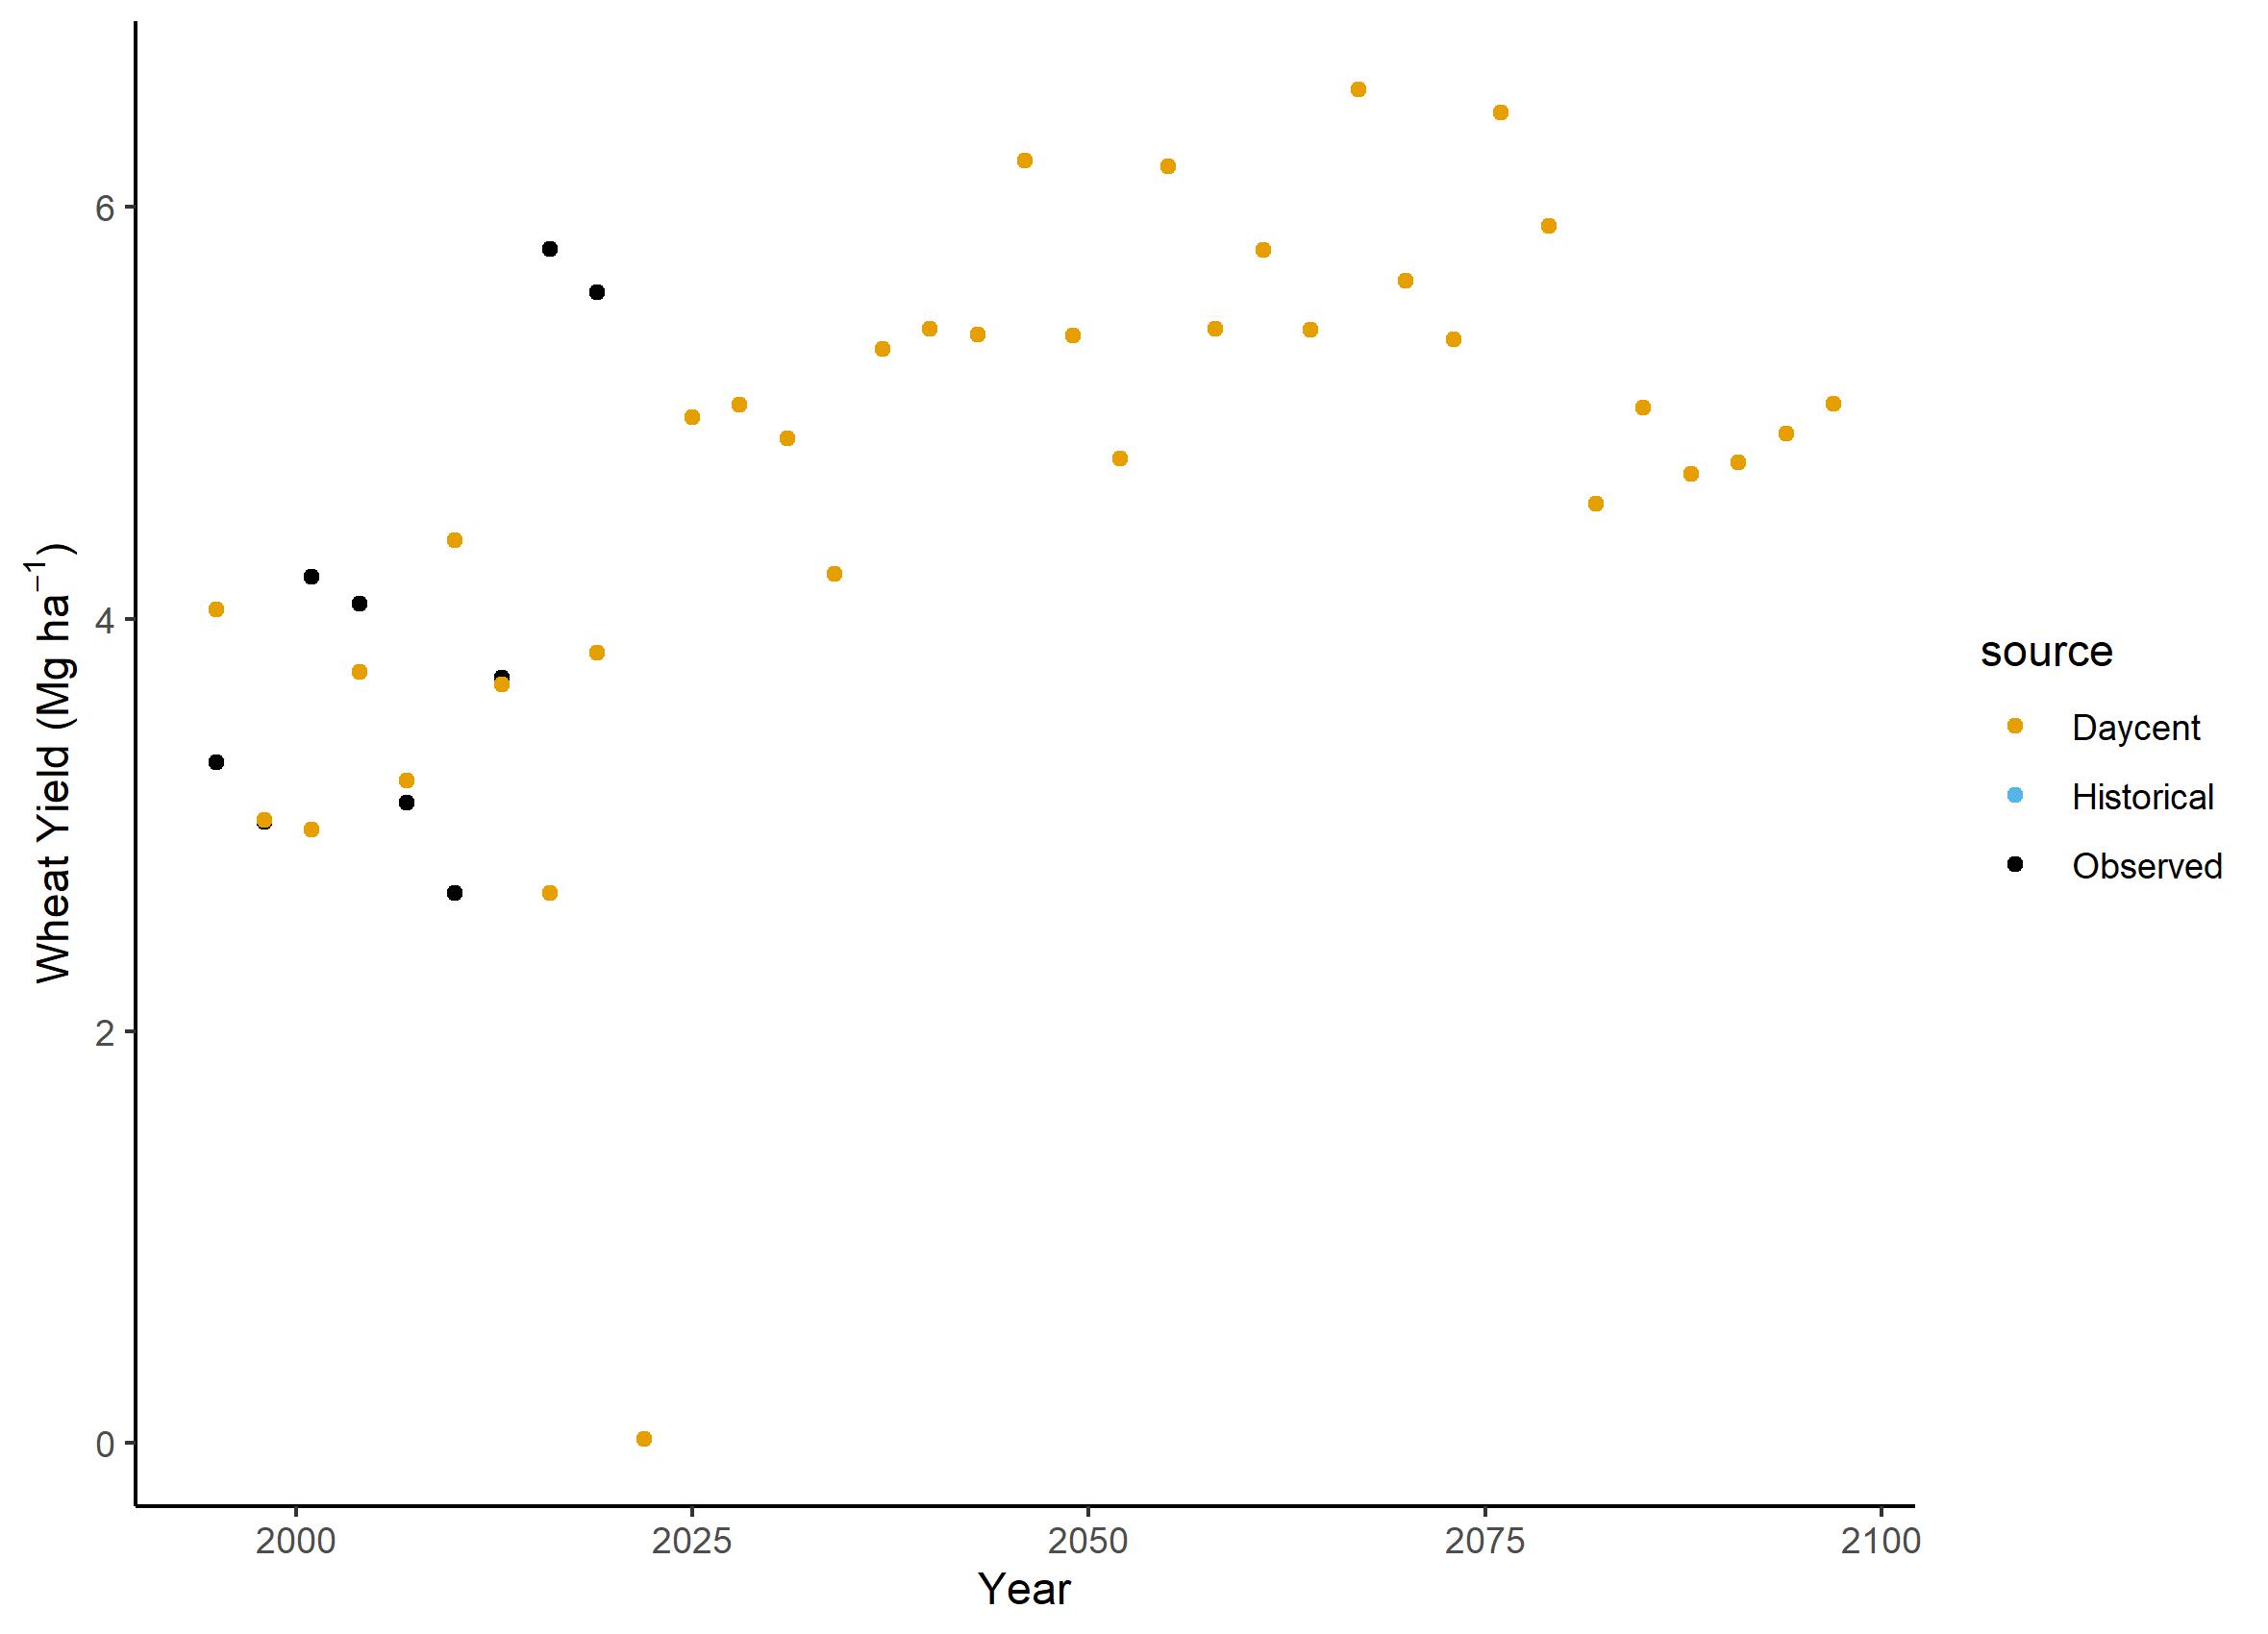 Wheat Yield (Mg ha⁻¹)
6
4
2
0
2000 2025 2050 2075 2100
Year
source
Daycent
Historical
Observed